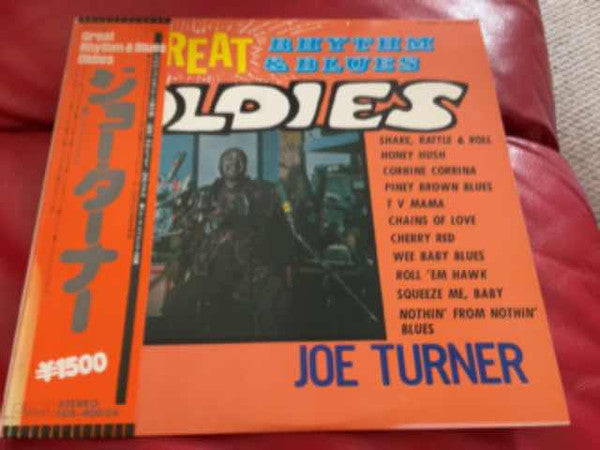 Great
Rhythm & Blues
Oldies
ジョー・ターナー
¥1500
STEREO
REAT RHYTHM
& BLUES
OLDIES
SHAKE, RATTLE & ROLL
HONEY HUSH
CORRINE CORRINA
PINEY BROWN BLUES
T V MAMA
CHAINS OF LOVE
CHERRY RED
WEE BABY BLUES
ROLL 'EM HAWK
SQUEEZE ME, BABY
NOTHIN' FROM NOTHIN'
BLUES
JOE TURNER